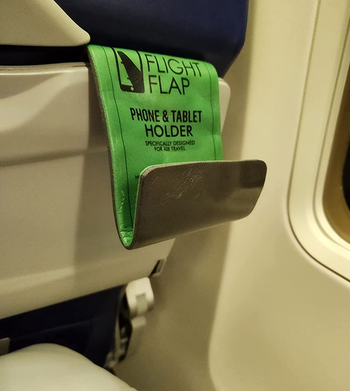 FLIGHT
FLAP
PHONE & TABLET
HOLDER
SPECIFICALLY DESIGNED
FOR AIR TRAVEL